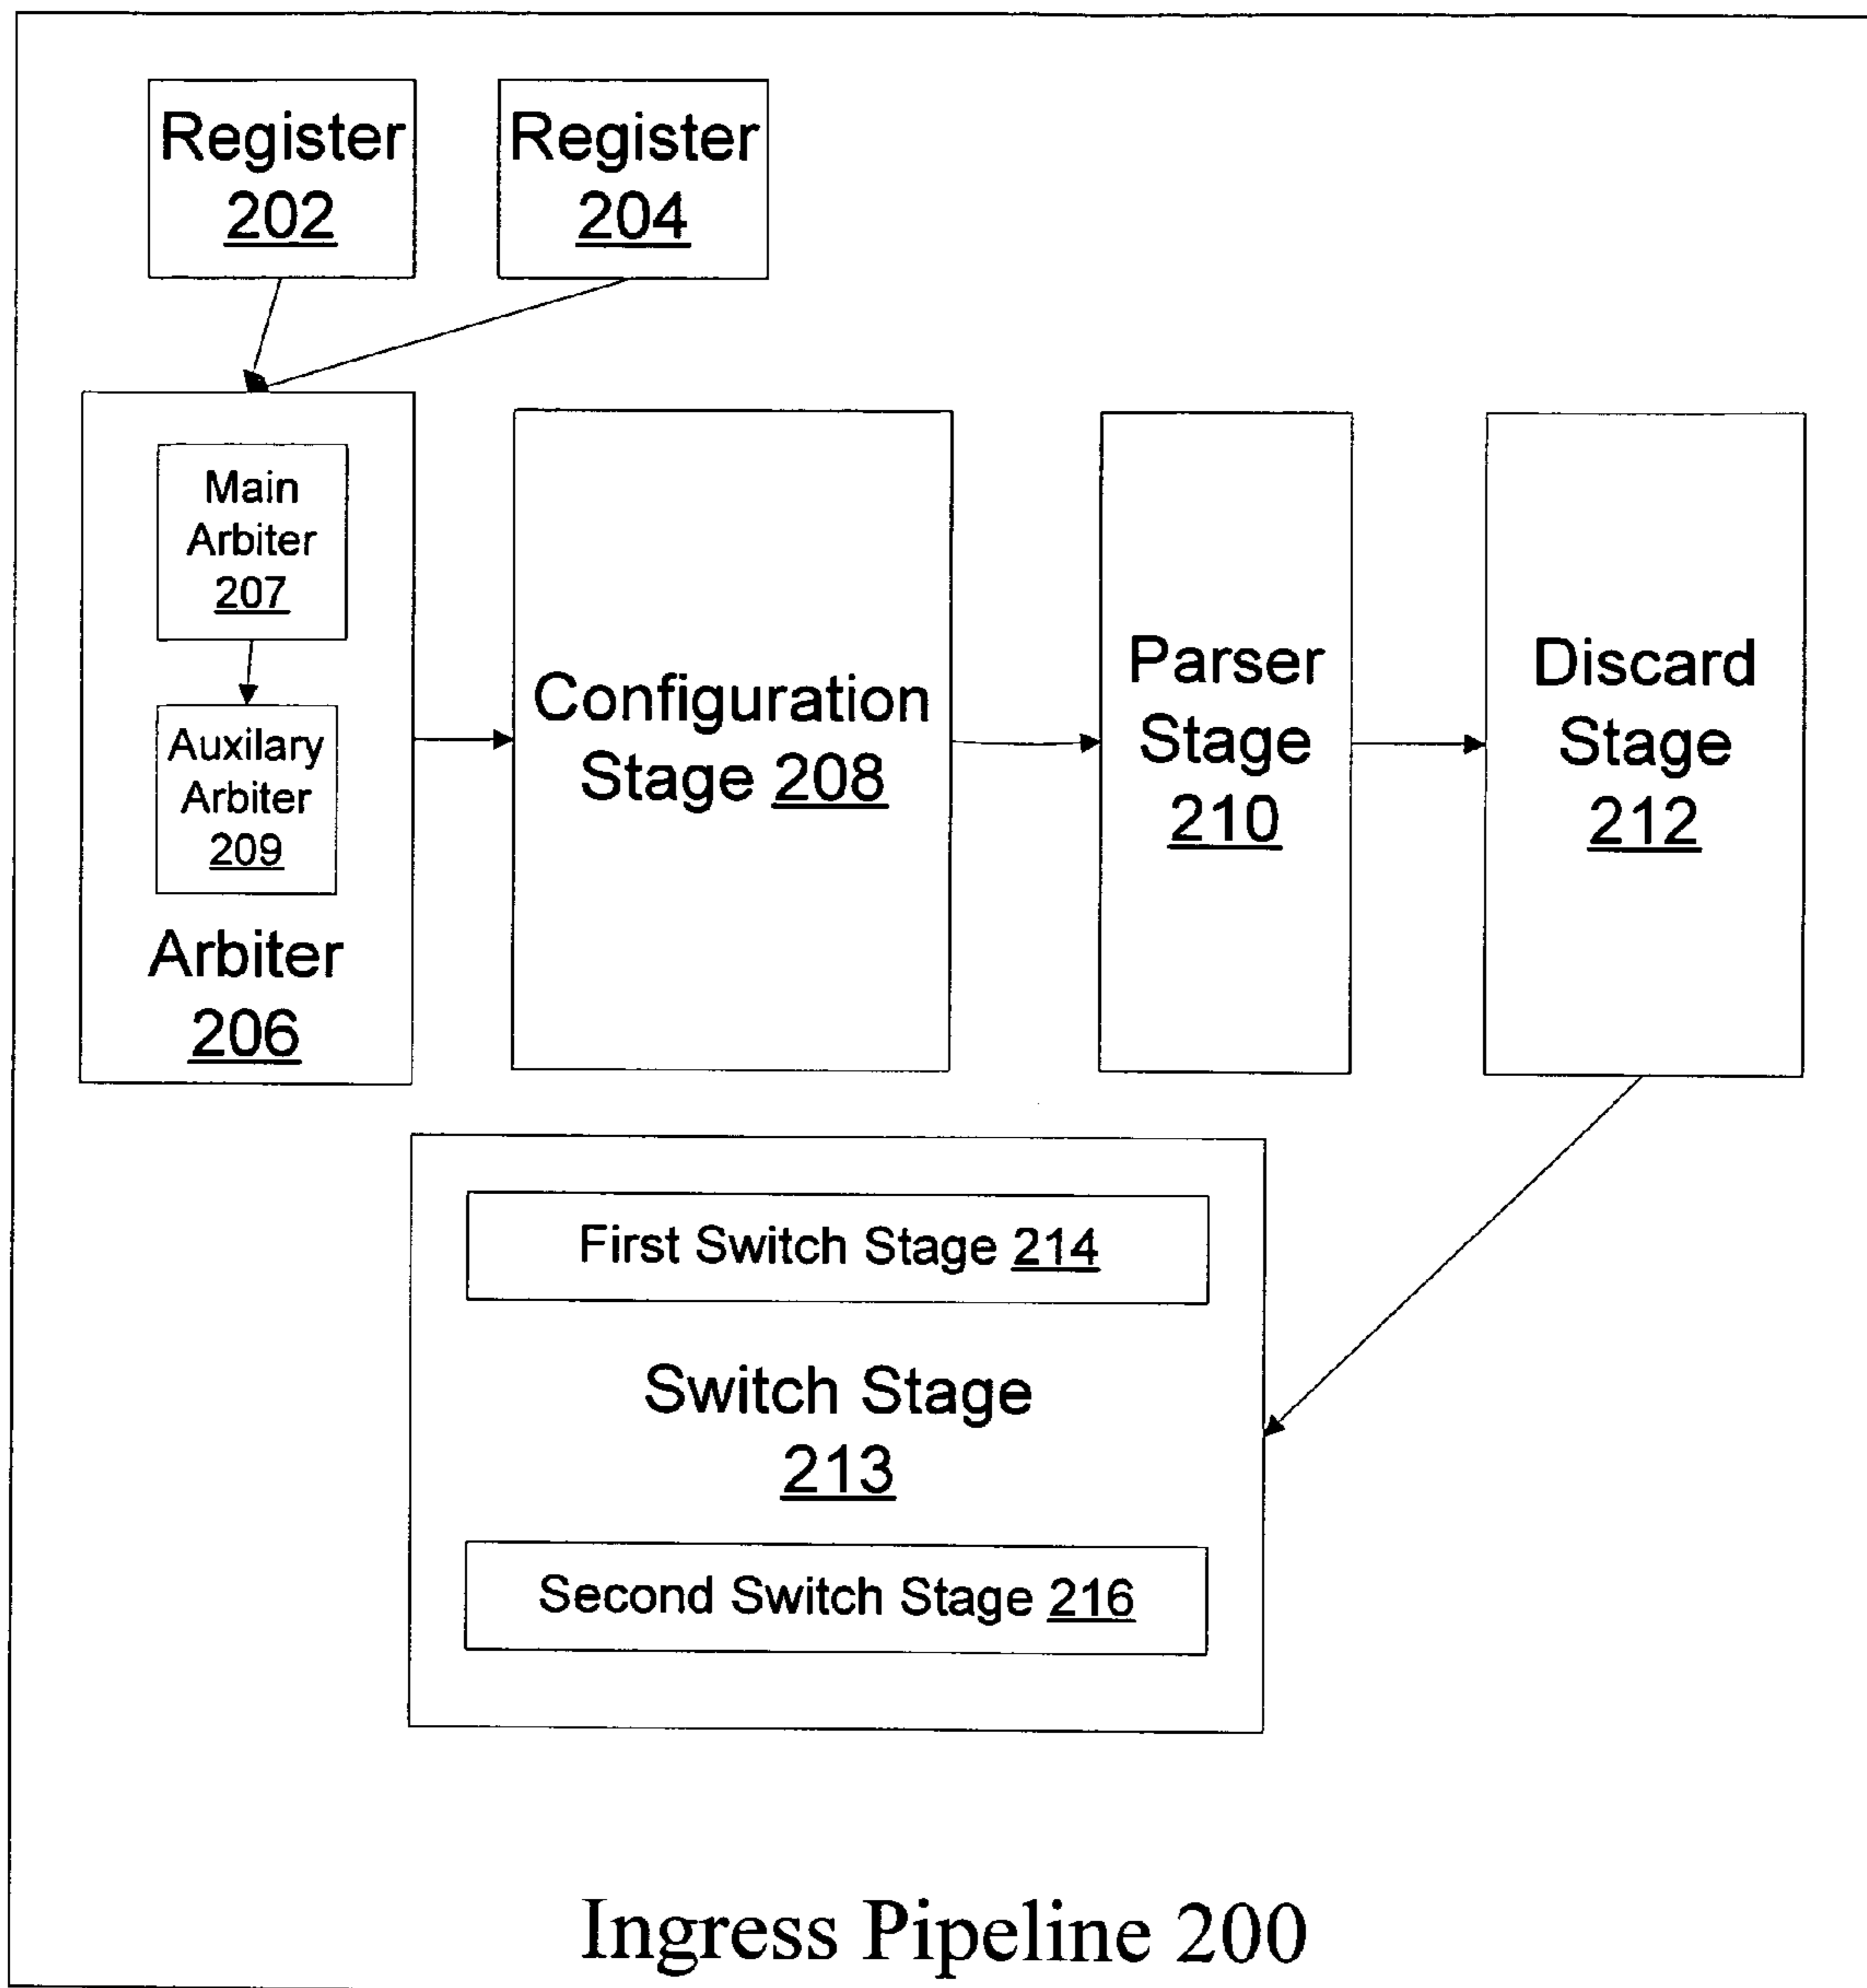 Register
202
Register
204
Main
Arbiter
207
Auxilary
Arbiter
209
Arbiter
206
Configuration
Stage 208
Parser
Stage
210
Discard
Stage
212
First Switch Stage 214
Switch Stage
213
Second Switch Stage 216
Ingress Pipeline 200